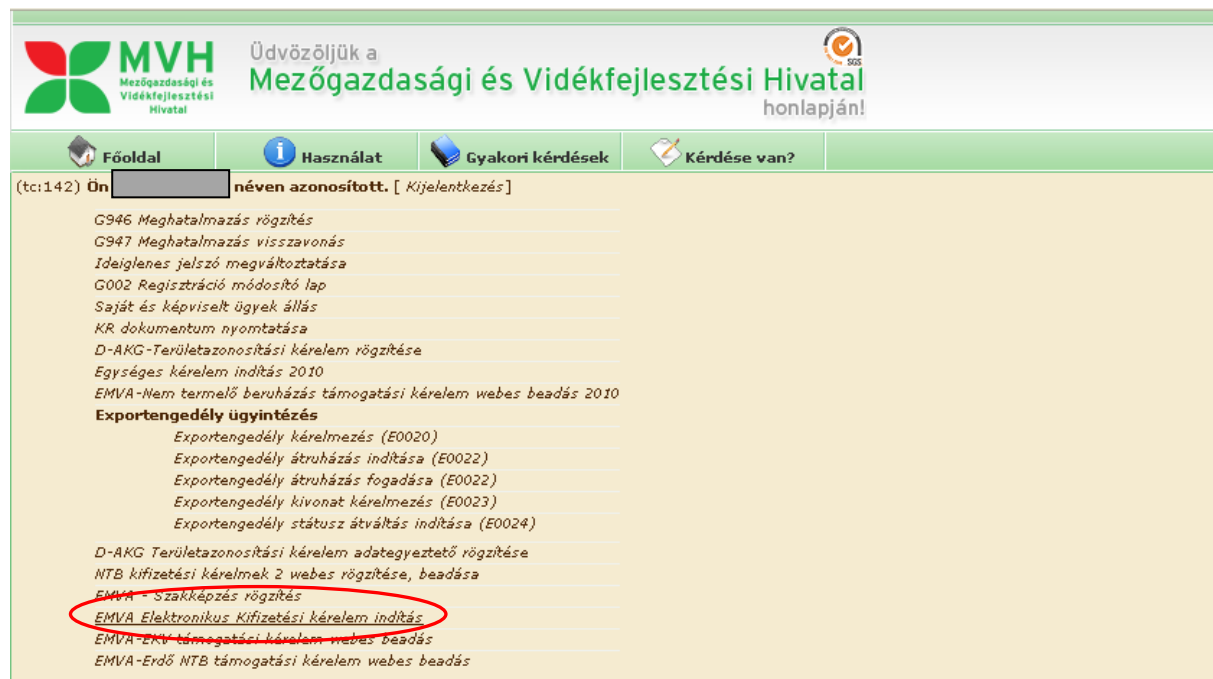 MVH
Mezőgazdasági és
Vidékfejlesztési
Hivatal
Üdvözöljük a
Mezőgazdasági és Vidékfejlesztési Hivatal
honlapján!
SGS
Főoldal Használat Gyakori kérdések Kérdése van?
(tc:142) Ön néven azonosított. [ Kijelentkezés]
G946 Meghatalmazás rögzítés
G947 Meghatalmazás visszavonás
Ideiglenes jelszó megváltoztatása
G002 Regisztráció módosító lap
Saját és képviselt ügyek állás
KR dokumentum nyomtatása
D-AKG-Területazonosítási kérelem rögzítése
Egységes kérelem indítás 2010
EMVA-Nem termelő beruházás támogatási kérelem webes beadás 2010
Exportengedély ügyintézés
Exportengedély kérelmezés (E0020)
Exportengedély átruházás indítása (E0022)
Exportengedély átruházás fogadása (E0022)
Exportengedély kivonat kérelmezés (E0023)
Exportengedély státusz átváltás indítása (E0024)
D-AKG Területazonosítási kérelem adategyeztető rögzítése
NTB kifizetési kérelmek 2 webes rögzítése, beadása
EMVA - Szakképzés rögzítés
EMVA Elektronikus Kifizetési kérelem indítás
EMVA-EKV támogatási kérelem webes beadás
EMVA-Erdő NTB támogatási kérelem webes beadás